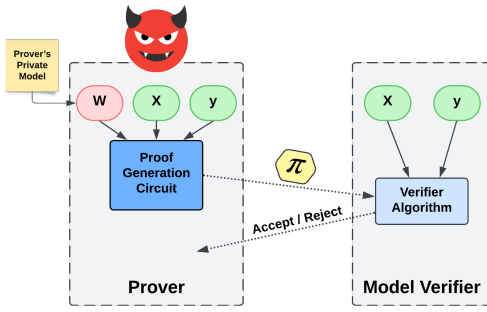 Prover's
Private
Model
W
X
y
X
y
Proof
Generation
Circuit
π
Verifier
Algorithm
Accept / Reject
Prover
Model Verifier